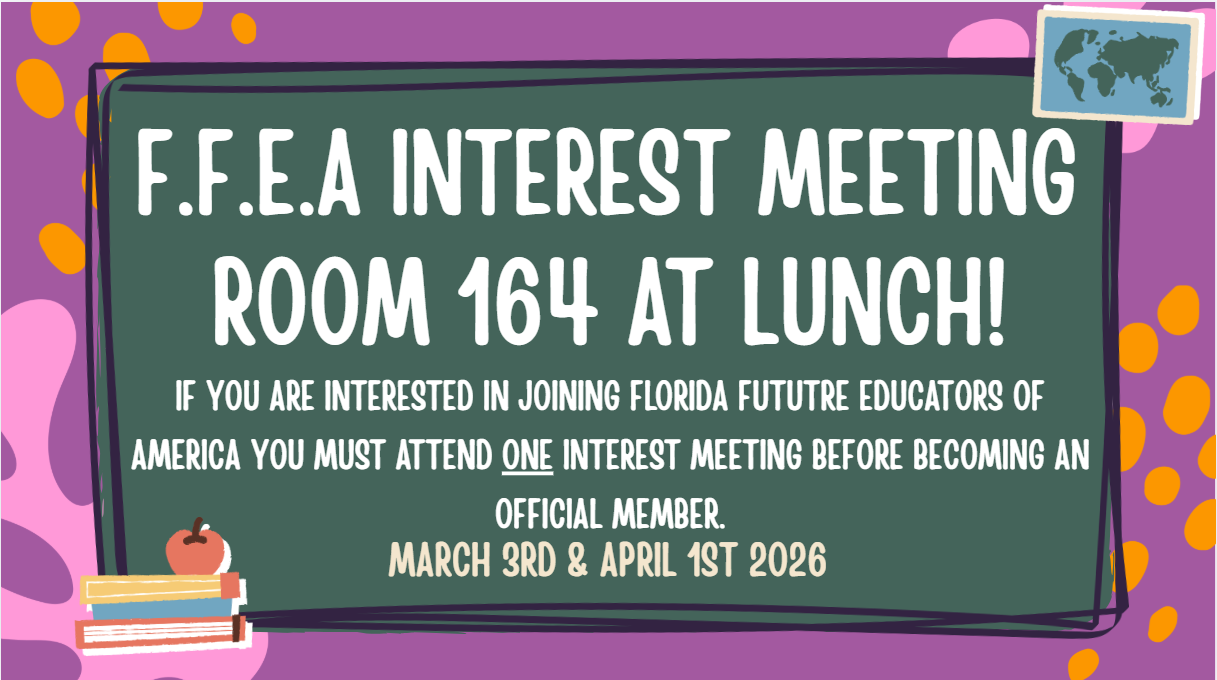 F.F.E.A INTEREST MEETING
ROOM 164 AT LUNCH!
IF YOU ARE INTERESTED IN JOINING FLORIDA FUTUTRE EDUCATORS OF
AMERICA YOU MUST ATTEND ONE INTEREST MEETING BEFORE BECOMING AN
OFFICIAL MEMBER.
MARCH 3RD & APRIL 1ST 2026